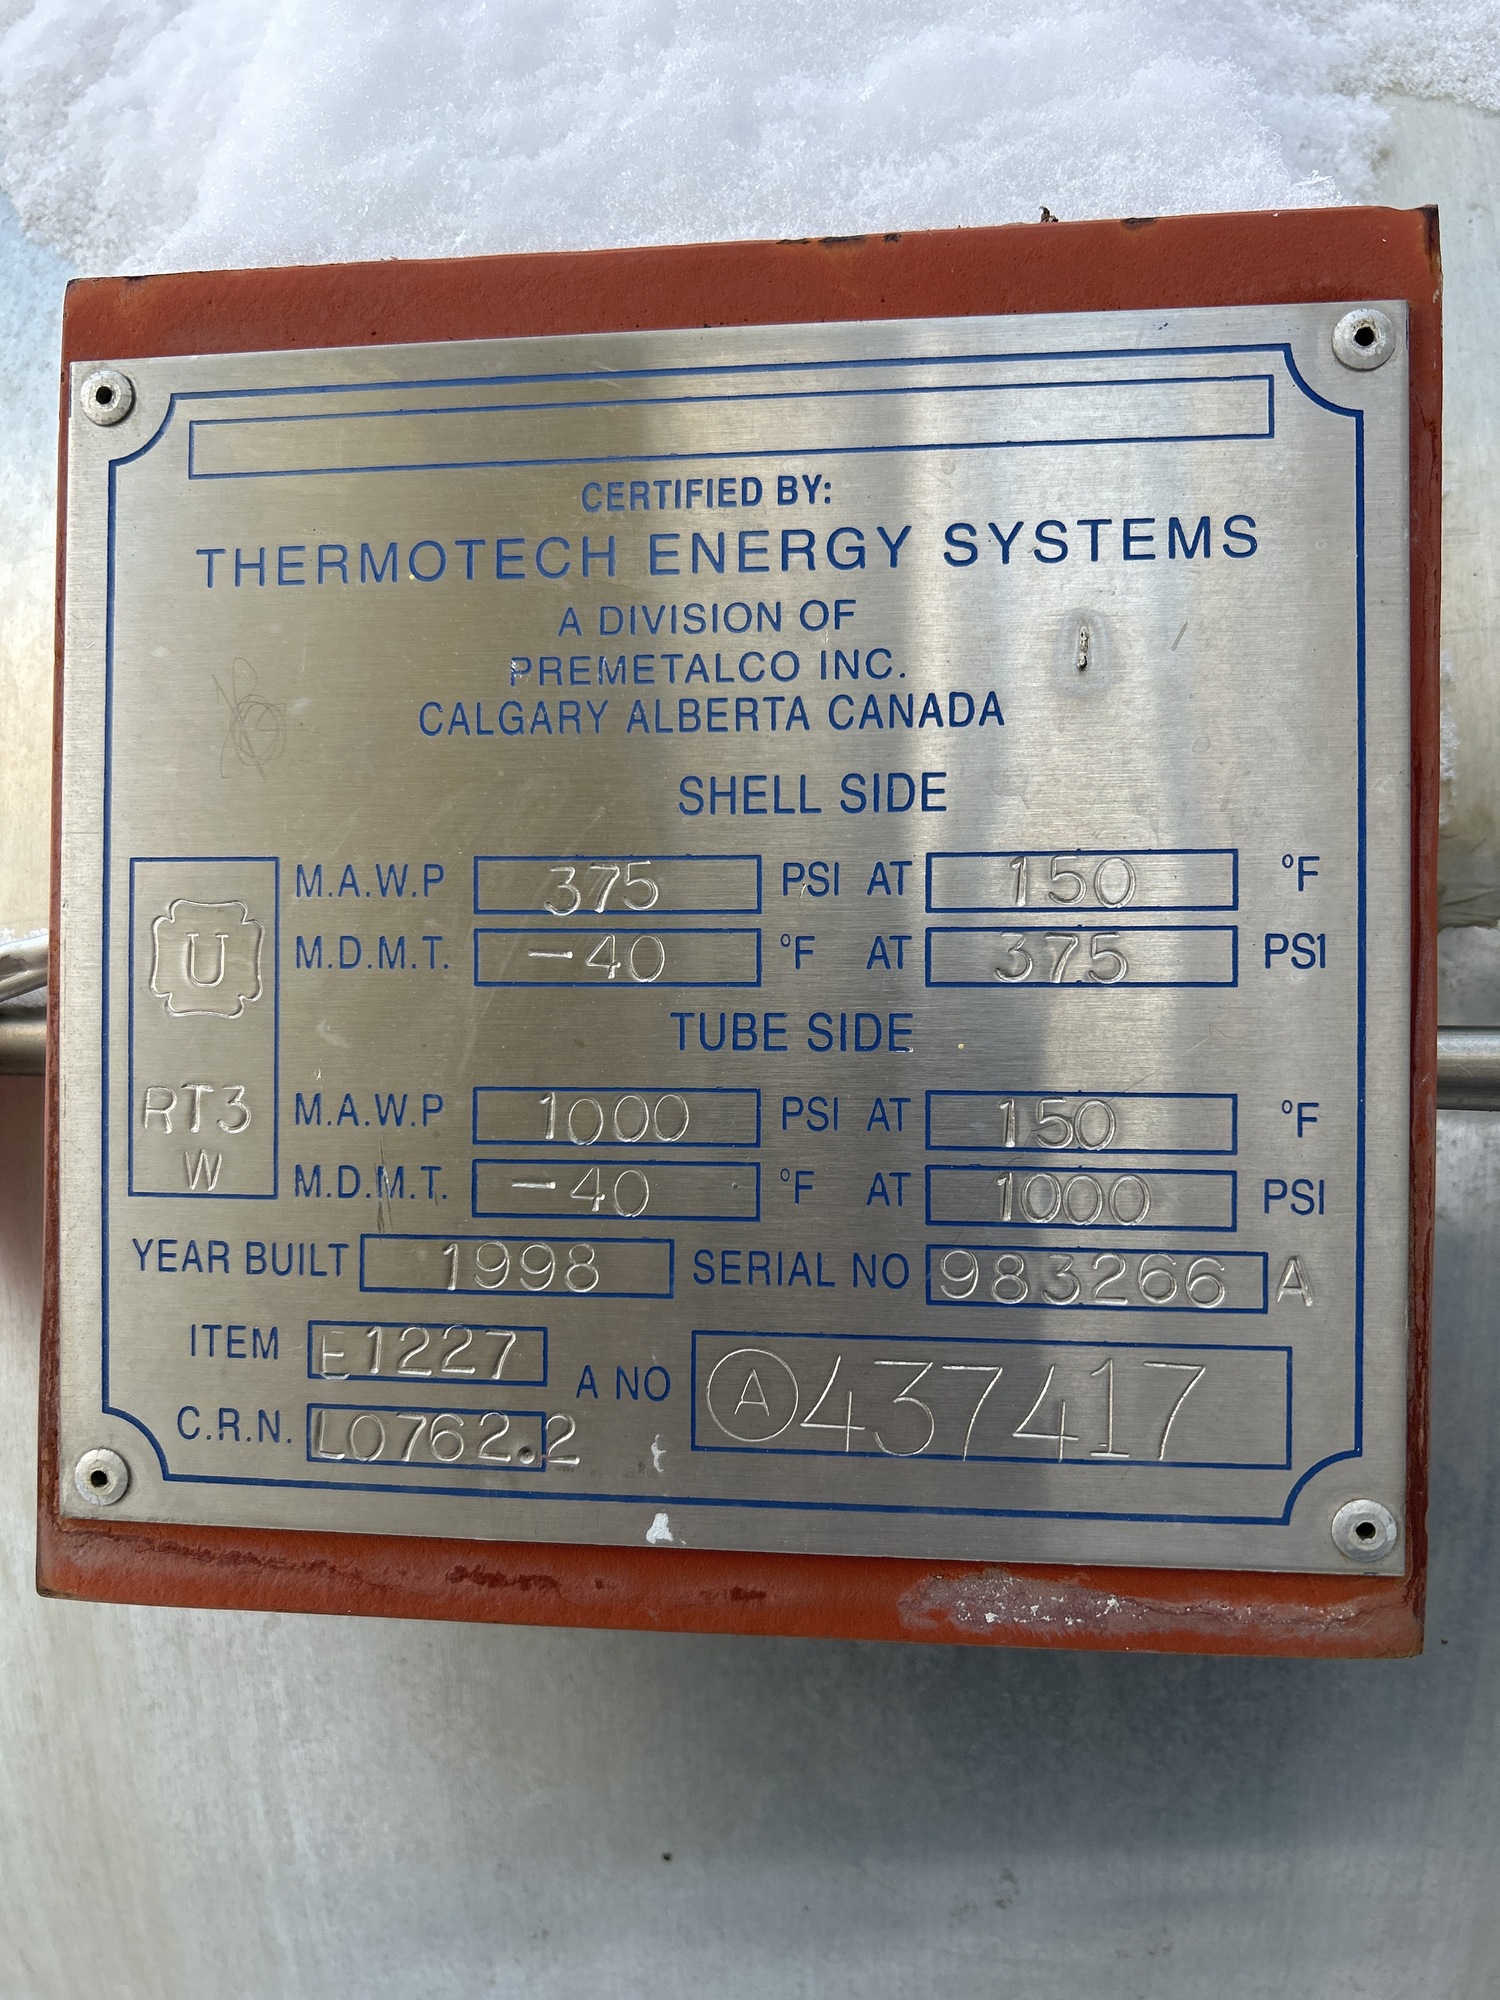 CERTIFIED BY:
THERMOTECH ENERGY SYSTEMS
A DIVISION OF
PREMETALCO INC.
CALGARY ALBERTA CANADA
SHELL SIDE
U
M.A.W.P 375 PSI AT 150 °F
M.D.M.T. -40 °F AT 375 PSI
TUBE SIDE
RT3
W
M.A.W.P 1000 PSI AT 150 °F
M.D.M.T. -40 °F AT 1000 PSI
YEAR BUILT 1998 SERIAL NO 983266 A
ITEM E1227
A NO Ⓐ437417
C.R.N. L0762.2